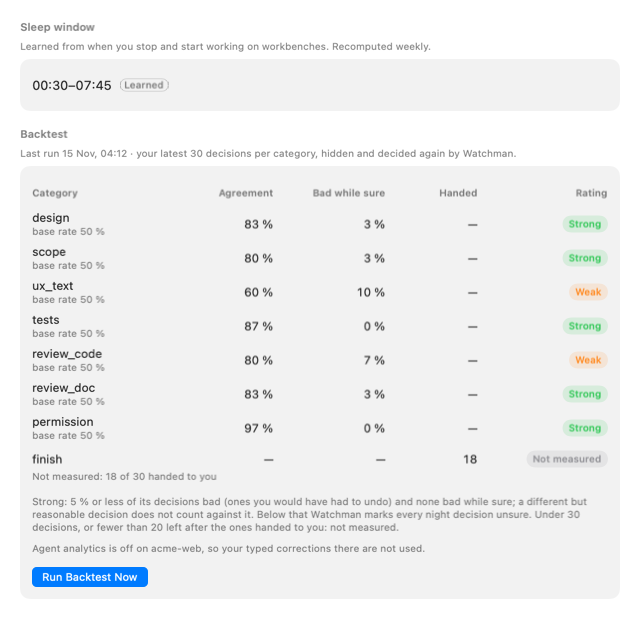 Sleep window
Learned from when you stop and start working on workbenches. Recomputed weekly.
00:30–07:45 Learned
Backtest
Last run 15 Nov, 04:12 · your latest 30 decisions per category, hidden and decided again by Watchman.
Category Agreement Bad while sure Handed Rating
design 83 % 3 % — Strong
base rate 50 %
scope 80 % 3 % — Strong
base rate 50 %
ux_text 60 % 10 % — Weak
base rate 50 %
tests 87 % 0 % — Strong
base rate 50 %
review_code 80 % 7 % — Weak
base rate 50 %
review_doc 83 % 3 % — Strong
base rate 50 %
permission 97 % 0 % — Strong
base rate 50 %
finish — — 18 Not measured
Not measured: 18 of 30 handed to you
Strong: 5 % or less of its decisions bad (ones you would have had to undo) and none bad while sure; a different but
reasonable decision does not count against it. Below that Watchman marks every night decision unsure. Under 30
decisions, or fewer than 20 left after the ones handed to you: not measured.
Agent analytics is off on acme-web, so your typed corrections there are not used.
Run Backtest Now